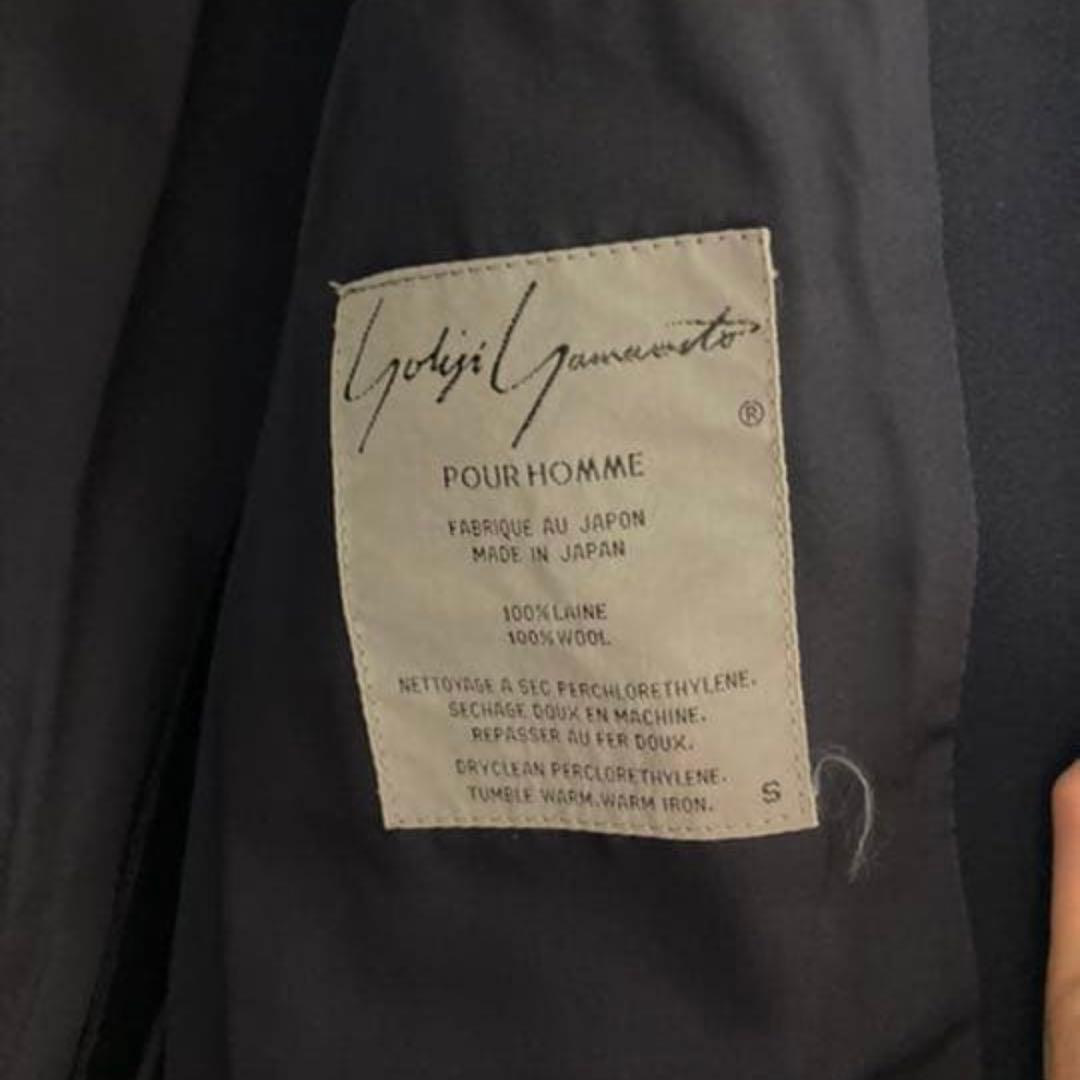 Yohji Yamamoto
®
POUR HOMME
FABRIQUE AU JAPON
MADE IN JAPAN
100% LAINE
100% WOOL
NETTOYAGE A SEC PERCHLORETHYLENE.
SECHAGE DOUX EN MACHINE.
REPASSER AU FER DOUX.
DRYCLEAN PERCLORETHYLENE.
TUMBLE WARM.WARM IRON.
S